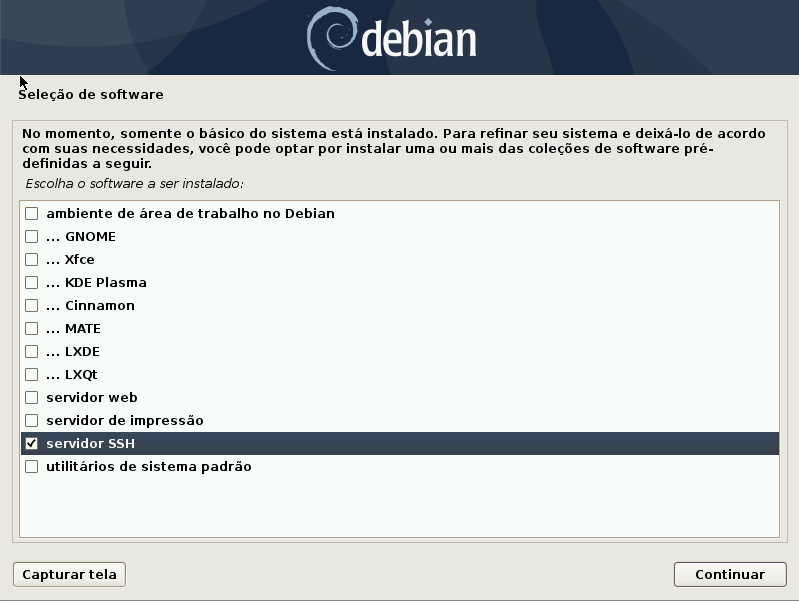 debian
Seleção de software
No momento, somente o básico do sistema está instalado. Para refinar seu sistema e deixá-lo de acordo
com suas necessidades, você pode optar por instalar uma ou mais das coleções de software pré-
definidas a seguir.
Escolha o software a ser instalado:
ambiente de área de trabalho no Debian
... GNOME
... Xfce
... KDE Plasma
... Cinnamon
... MATE
... LXDE
... LXQt
servidor web
servidor de impressão
servidor SSH
utilitários de sistema padrão
Capturar tela
Continuar